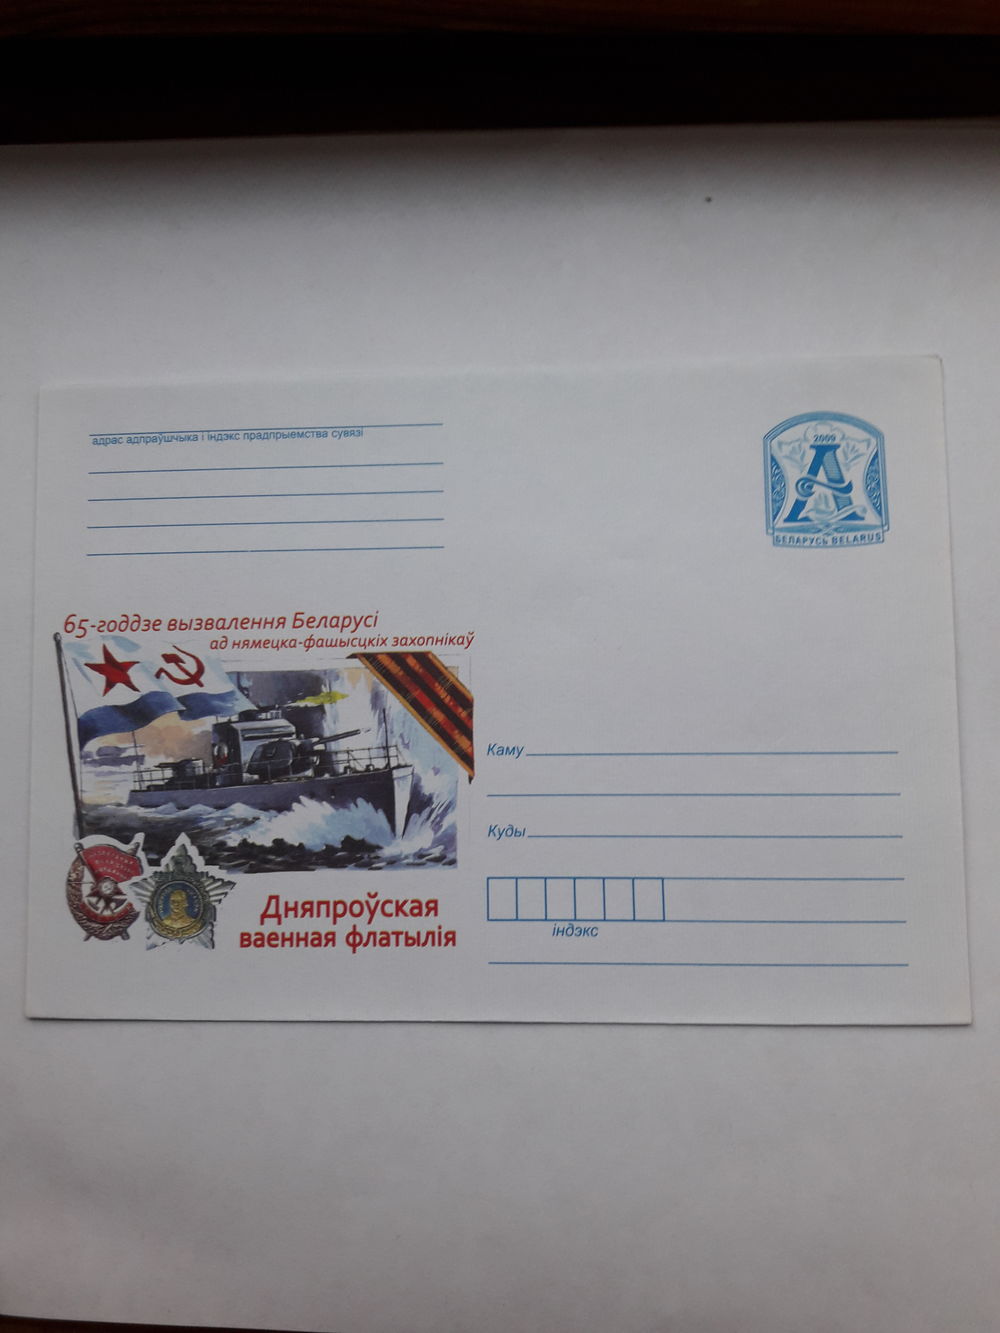 адрас адпраўшчыка і індэкс прадпрыемства сувязі
2009
А
БЕЛАРУСЬ BELARUS
65-годдзе вызвалення Беларусі
ад нямецка-фашысцкіх захопнікаў
Дняпроўская
ваенная флатылія
Каму
Куды
індэкс